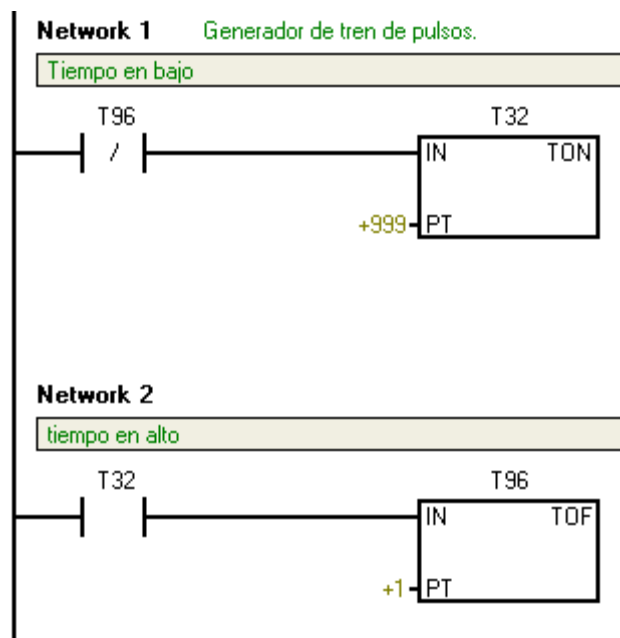 Network 1 Generador de tren de pulsos.
Tiempo en bajo
T96 T32
/ IN TON
+999 PT
Network 2
tiempo en alto
T32 T96
IN TOF
+1 PT